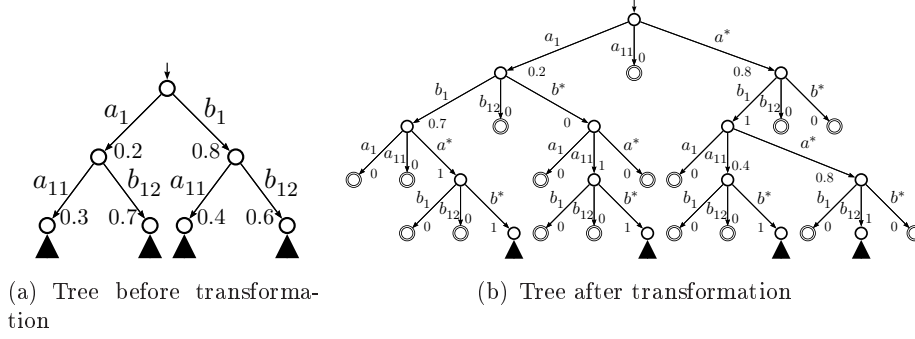 a₁
b₁
0.2
0.8
a₁₁
b₁₂
a₁₁
b₁₂
0.3
0.7
0.4
0.6
(a) Tree before transforma-
tion
a₁
a₁₁
0
a*
0.2
0.8
b₁
b₁₂
0
b*
b₁
b₁₂
0
b*
0.7
0
1
0
a₁
a₁₁
0
a*
a₁
a₁₁
1
a*
a₁
a₁₁
0.4
a*
0
1
0
0
0
0.8
b₁
b₁₂
0
b*
b₁
b₁₂
0
b*
b₁
b₁₂
0
b*
b₁
b₁₂
1
b*
0
1
0
1
0
1
0
0
(b) Tree after transformation